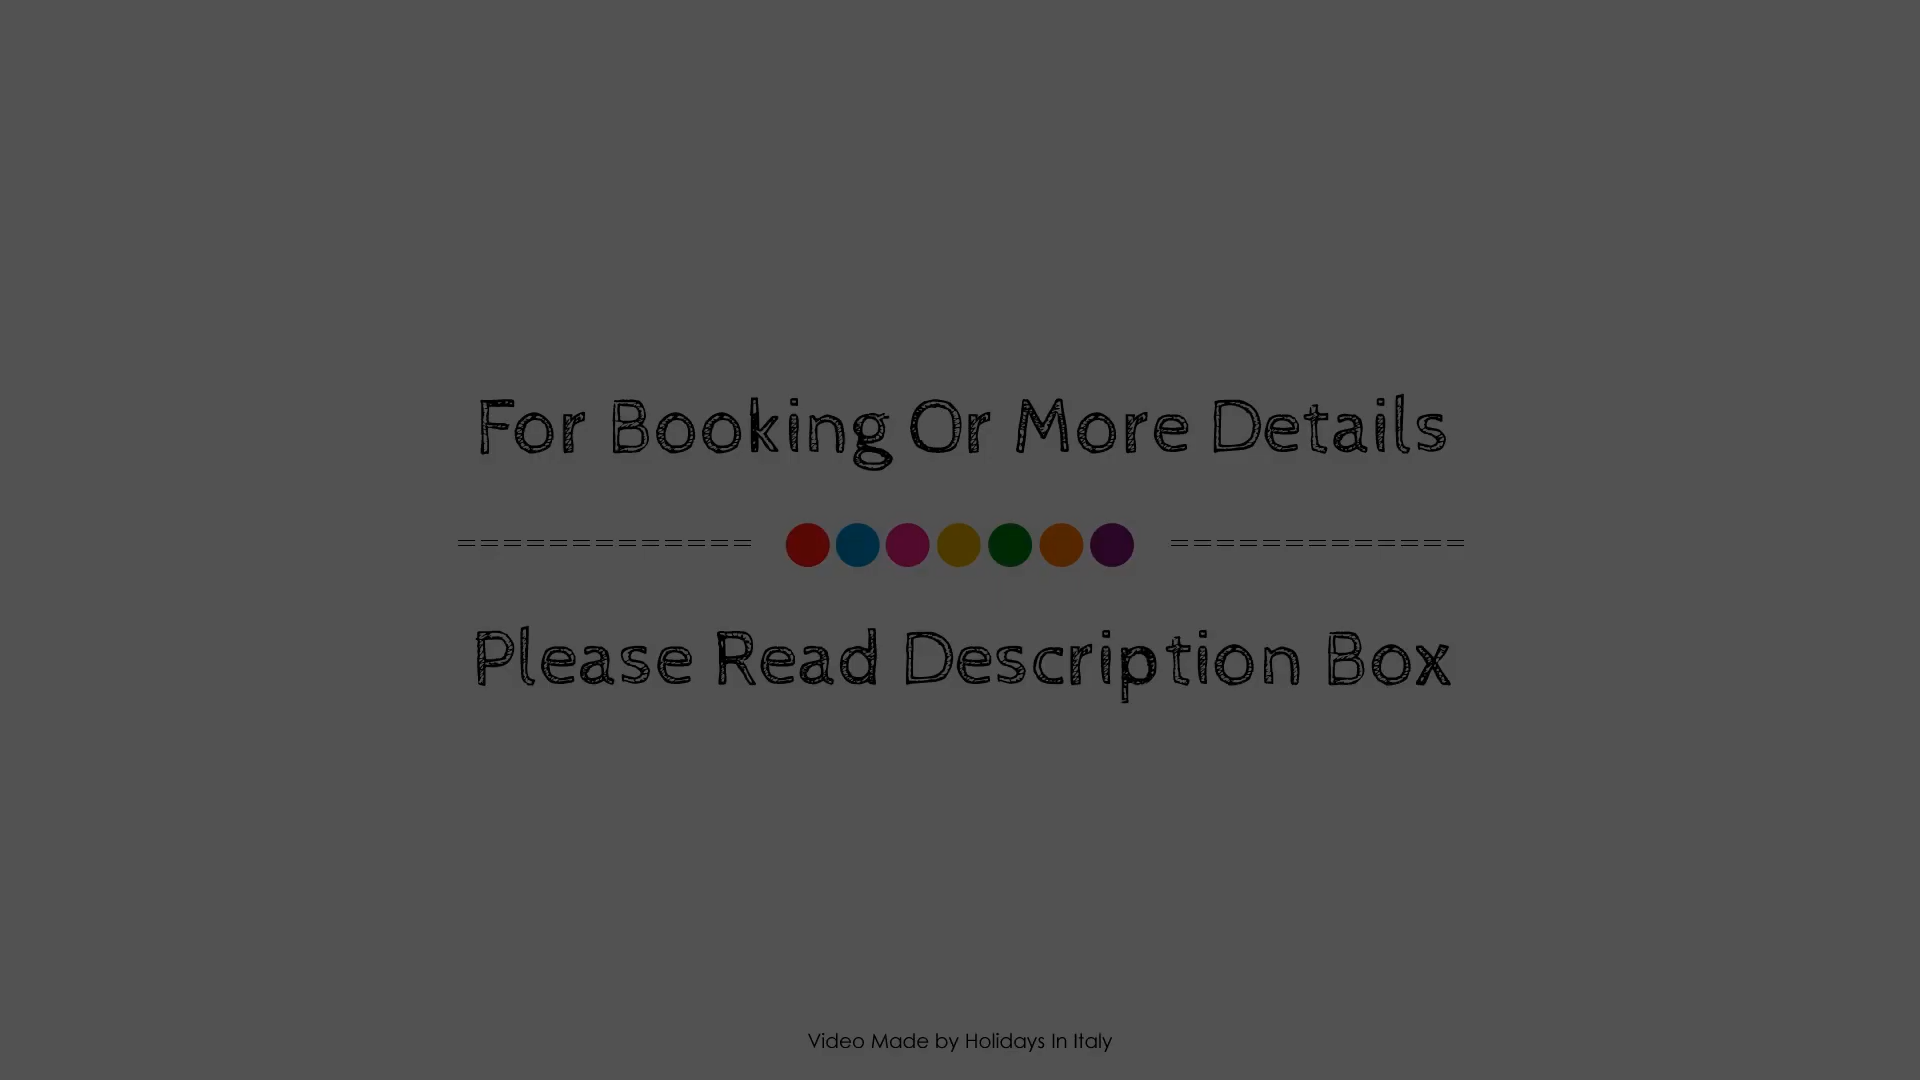 For Booking Or More Details
============= =============
Please Read Description Box
Video Made by Holidays In Italy